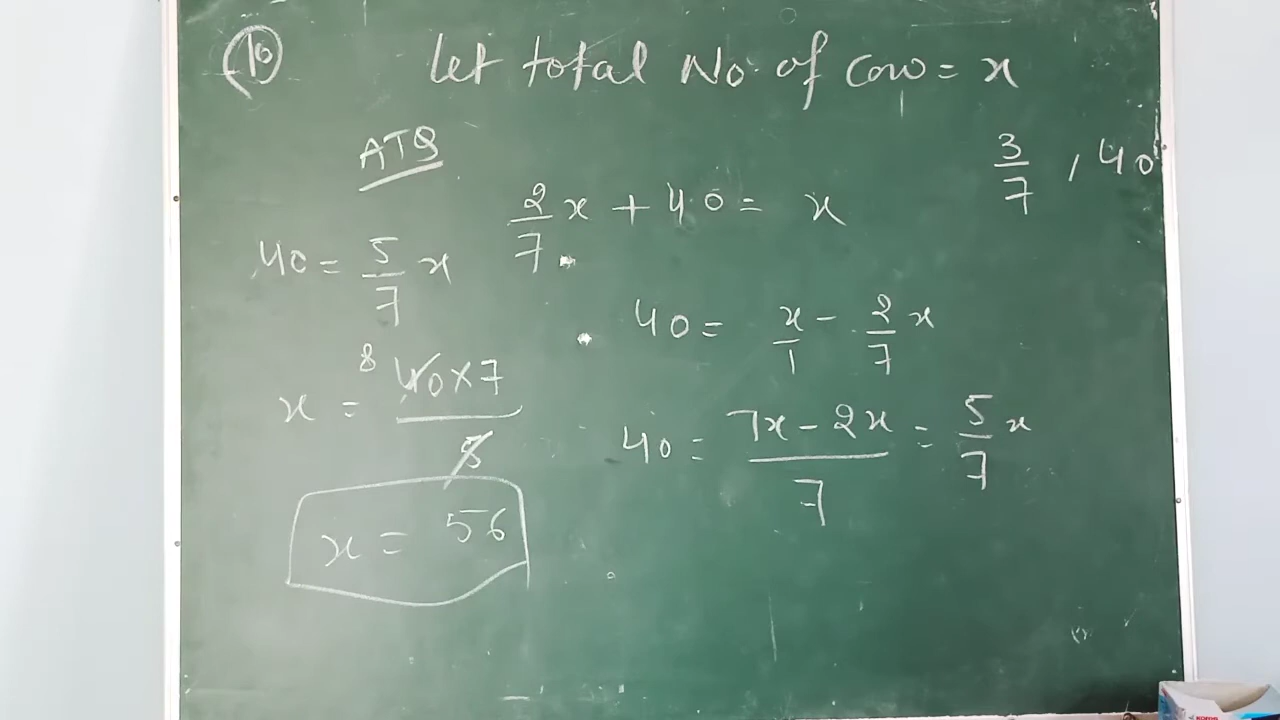 (10) Let total No. of Cow = x
ATQ
3/7 , 40
2/7 x + 40 = x
40 = 5/7 x
40 = x/1 - 2/7 x
x = 8 40 × 7 / 5
40 = 7x - 2x / 7 = 5/7 x
x = 56